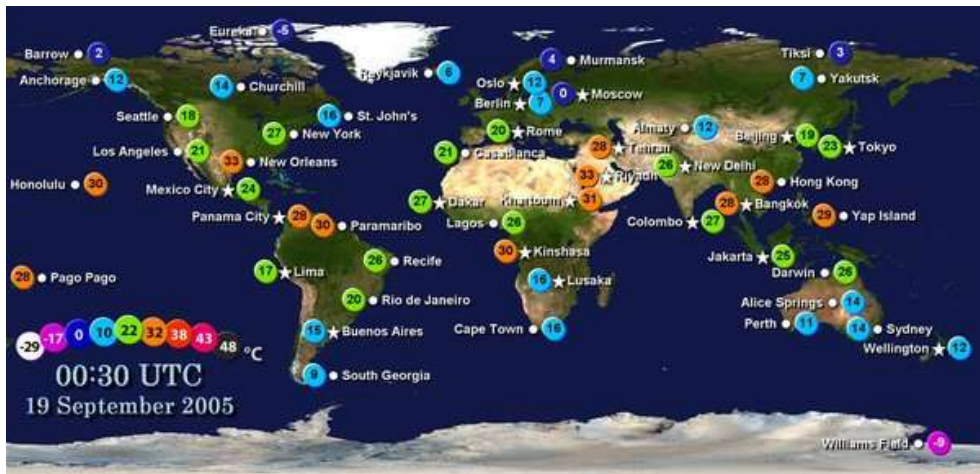 Eureka -5
Barrow 2
Tiksi 3
4 Murmansk
Anchorage 12
Reykjavik 6
7 Yakutsk
14 Churchill
Oslo 12
0 Moscow
Berlin 7
Seattle 18
16 St. John's
27 New York
20 Rome
Almaty 12
Beijing 19
23 Tokyo
Los Angeles 21
21 Casablanca
28 Tehran
33 New Orleans
26 New Delhi
Honolulu 30
Mexico City 24
33 Riyadh
28 Hong Kong
27 Dakar
Khartoum 31
28 Bangkok
Panama City 28
30 Paramaribo
Lagos 26
Colombo 27
29 Yap Island
30 Kinshasa
Jakarta 25
28 Pago Pago
17 Lima
26 Recife
16 Lusaka
Darwin 26
20 Rio de Janeiro
Alice Springs 14
15 Buenos Aires
Cape Town 16
Perth 11
14 Sydney
Wellington 12
-29 -17 0 10 22 32 38 43 48 °C
00:30 UTC
19 September 2005
9 South Georgia
Williams Field -9